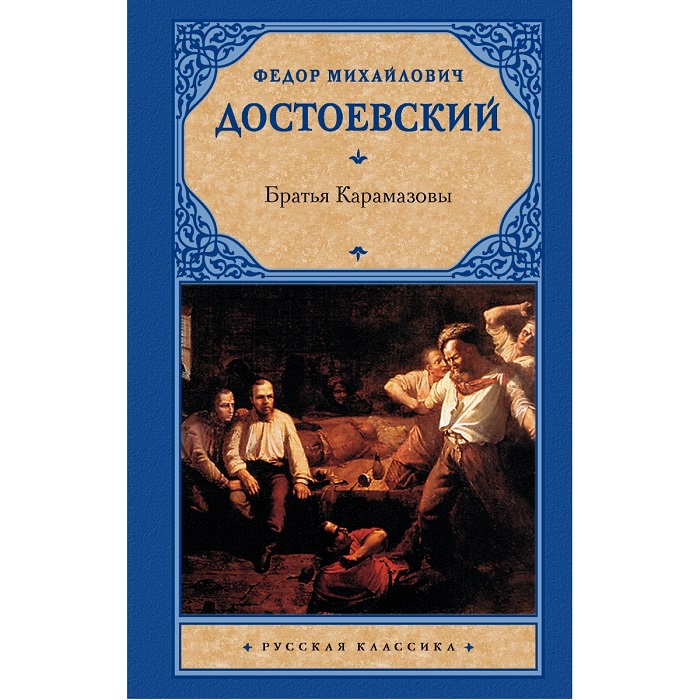 ФЕДОР МИХАЙЛОВИЧ
ДОСТОЕВСКИЙ
Братья Карамазовы
РУССКАЯ КЛАССИКА